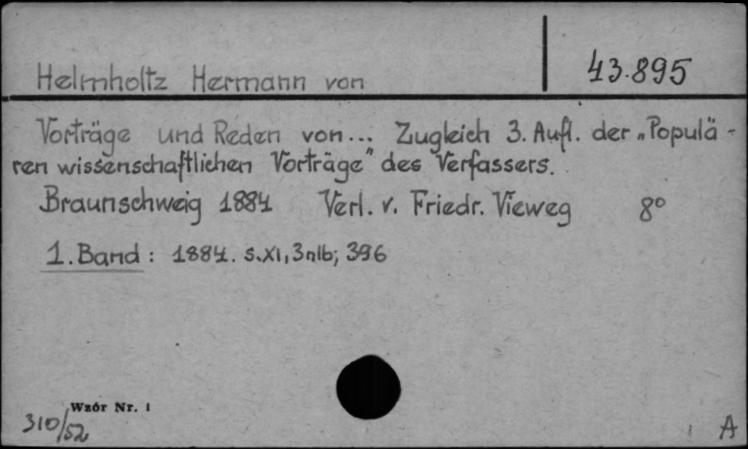 43.895
Helmholtz Hermann von
Vorträge und Reden von... Zugleich 3. Aufl. der „Populä-
ren wissenschaftlichen Vorträge" des Verfassers.
Braunschweig 1884 Verl. v. Friedr. Vieweg 8°
1. Band: 1884. s. XI, 3nlb; 396
Wzór Nr. 1
310/52
A